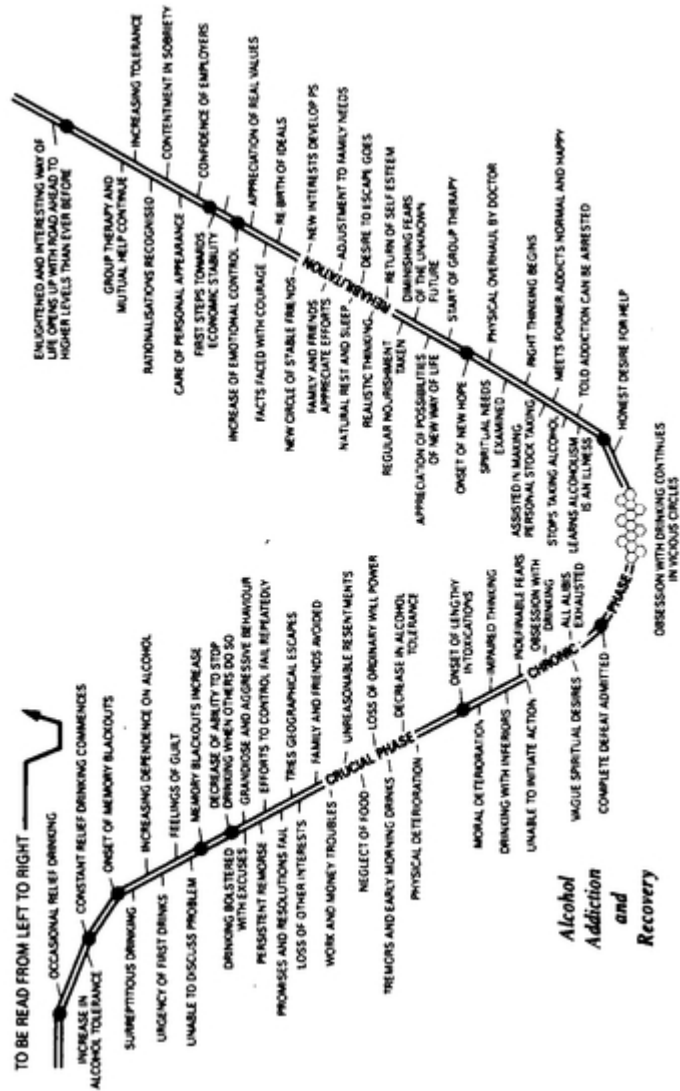 TO BE READ FROM LEFT TO RIGHT
OCCASIONAL RELIEF DRINKING
INCREASE IN
ALCOHOL TOLERANCE
CONSTANT RELIEF DRINKING COMMENCES
ONSET OF MEMORY BLACKOUTS
SURREPTITIOUS DRINKING
INCREASING DEPENDENCE ON ALCOHOL
URGENCY OF FIRST DRINKS
FEELINGS OF GUILT
UNABLE TO DISCUSS PROBLEM
MEMORY BLACKOUTS INCREASE
DECREASE OF ABILITY TO STOP
DRINKING WHEN OTHERS DO SO
DRINKING BOLSTERED
WITH EXCUSES
GRANDIOSE AND AGGRESSIVE BEHAVIOUR
PERSISTENT REMORSE
EFFORTS TO CONTROL FAIL REPEATEDLY
PROMISES AND RESOLUTIONS FAIL
TRIES GEOGRAPHICAL ESCAPES
LOSS OF OTHER INTERESTS
FAMILY AND FRIENDS AVOIDED
WORK AND MONEY TROUBLES
CRUCIAL PHASE
UNREASONABLE RESENTMENTS
NEGLECT OF FOOD
LOSS OF ORDINARY WILL POWER
TREMORS AND EARLY MORNING DRINKS
DECREASE IN ALCOHOL
TOLERANCE
PHYSICAL DETERIORATION
ONSET OF LENGTHY
INTOXICATIONS
MORAL DETERIORATION
IMPAIRED THINKING
DRINKING WITH INFERIORS
INDEFINABLE FEARS
UNABLE TO INITIATE ACTION
OBSESSION WITH
DRINKING
CHRONIC PHASE
VAGUE SPIRITUAL DESIRES
ALL ALIBIS
EXHAUSTED
COMPLETE DEFEAT ADMITTED
OBSESSION WITH DRINKING CONTINUES
IN VICIOUS CIRCLES
HONEST DESIRE FOR HELP
LEARNS ALCOHOLISM
IS AN ILLNESS
TOLD ADDICTION CAN BE ARRESTED
STOPS TAKING ALCOHOL
MEETS FORMER ADDICTS NORMAL AND HAPPY
ASSISTED IN MAKING
PERSONAL STOCK TAKING
RIGHT THINKING BEGINS
SPIRITUAL NEEDS
EXAMINED
PHYSICAL OVERHAUL BY DOCTOR
ONSET OF NEW HOPE
START OF GROUP THERAPY
APPRECIATION OF POSSIBILITIES
OF NEW WAY OF LIFE
DIMINISHING FEARS
OF THE UNKNOWN
FUTURE
REGULAR NOURISHMENT
TAKEN
RETURN OF SELF ESTEEM
REALISTIC THINKING
DESIRE TO ESCAPE GOES
NATURAL REST AND SLEEP
ADJUSTMENT TO FAMILY NEEDS
FAMILY AND FRIENDS
APPRECIATE EFFORTS
REHABILITATION
NEW INTERESTS DEVELOP PS
NEW CIRCLE OF STABLE FRIENDS
RE-BIRTH OF IDEALS
FACTS FACED WITH COURAGE
APPRECIATION OF REAL VALUES
INCREASE OF EMOTIONAL CONTROL
FIRST STEPS TOWARDS
ECONOMIC STABILITY
CONFIDENCE OF EMPLOYERS
CARE OF PERSONAL APPEARANCE
CONTENTMENT IN SOBRIETY
RATIONALISATIONS RECOGNISED
INCREASING TOLERANCE
GROUP THERAPY AND
MUTUAL HELP CONTINUE
ENLIGHTENED AND INTERESTING WAY OF
LIFE OPENS UP WITH ROAD AHEAD TO
HIGHER LEVELS THAN EVER BEFORE
Alcohol
Addiction
and
Recovery